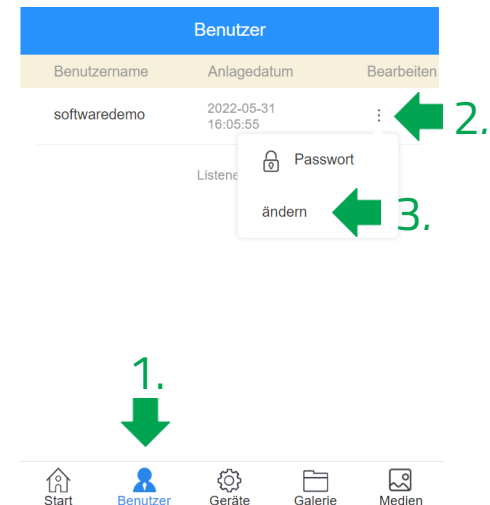 Benutzer
Benutzername Anlagedatum Bearbeiten
softwaredemo 2022-05-31
16:05:55
2.
Passwort
ändern
3.
1.
Start Benutzer Geräte Galerie Medien